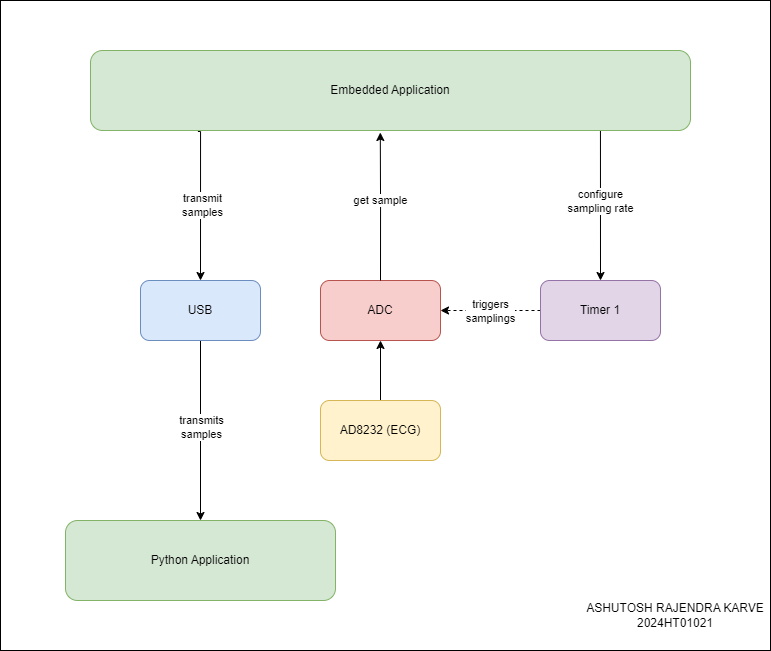 Embedded Application
transmit
samples
get sample
configure
sampling rate
USB
ADC
triggers
samplings
Timer 1
AD8232 (ECG)
transmits
samples
Python Application
ASHUTOSH RAJENDRA KARVE
2024HT01021